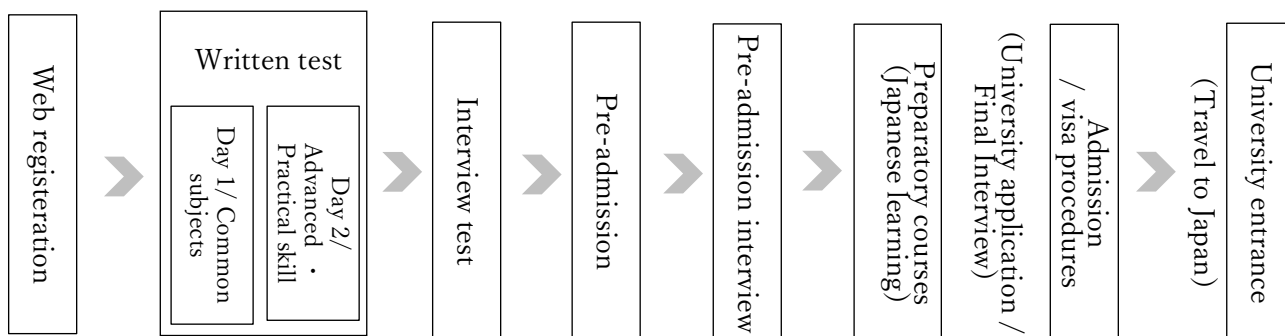 Web registeration
Written test
Day 1/ Common
subjects
Day 2/
Advanced ・
Practical skill
Interview test
Pre-admission
Pre-admission interview
Preparatory courses
(Japanese learning)
(University application /
Final Interview)
Admission
/ visa procedures
University entrance
(Travel to Japan)